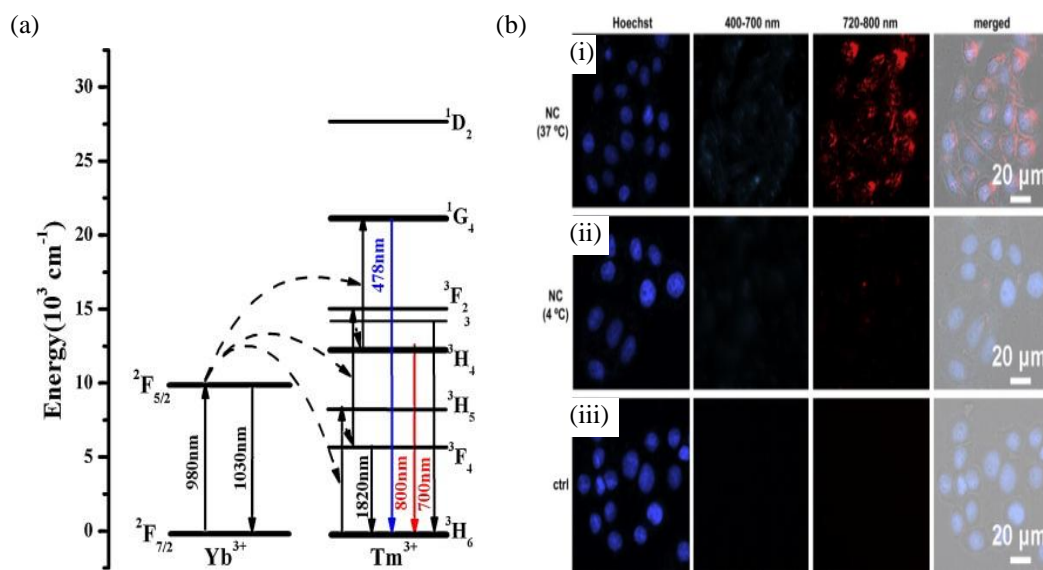 (a)
(b)
Hoechst
400-700 nm
720-800 nm
merged
(i)
NC
(37 ºC)
20 µm
(ii)
NC
(4 ºC)
20 µm
(iii)
ctrl
20 µm
Energy(10³ cm⁻¹)
30
25
20
15
10
5
0
¹D₂
¹G₄
³F₂
3
³H₄
³H₅
³F₄
³H₆
²F₅/₂
²F₇/₂
980nm
1030nm
1820nm
478nm
800nm
700nm
Yb³⁺
Tm³⁺